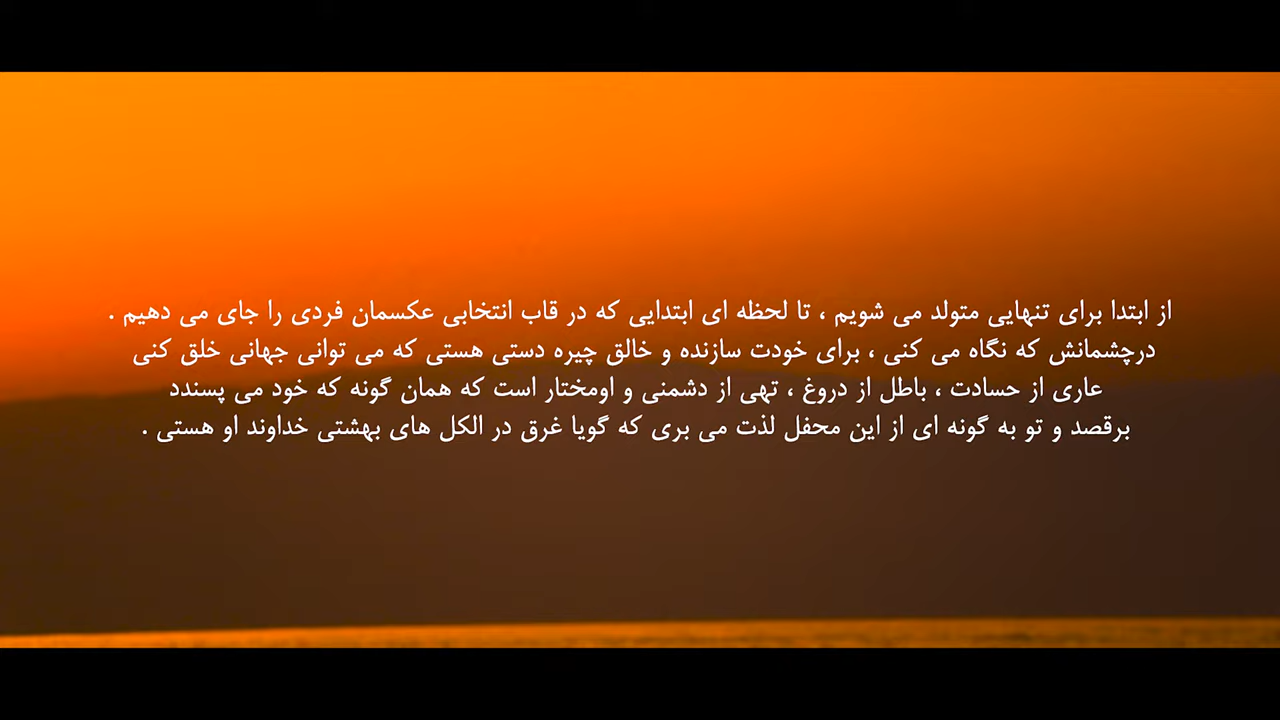 از ابتدا برای تنهایی متولد می شویم ، تا لحظه ای ابتدایی که در قاب انتخابی عکسمان فردی را جای می دهیم .
درچشمانش که نگاه می کنی ، برای خودت سازنده و خالق چیره دستی هستی که می توانی جهانی خلق کنی
عاری از حسادت ، باطل از دروغ ، تهی از دشمنی و اومختار است که همان گونه که خود می پسندد
برقصد و تو به گونه ای از این محفل لذت می بری که گویا غرق در الکل های بهشتی خداوند او هستی .